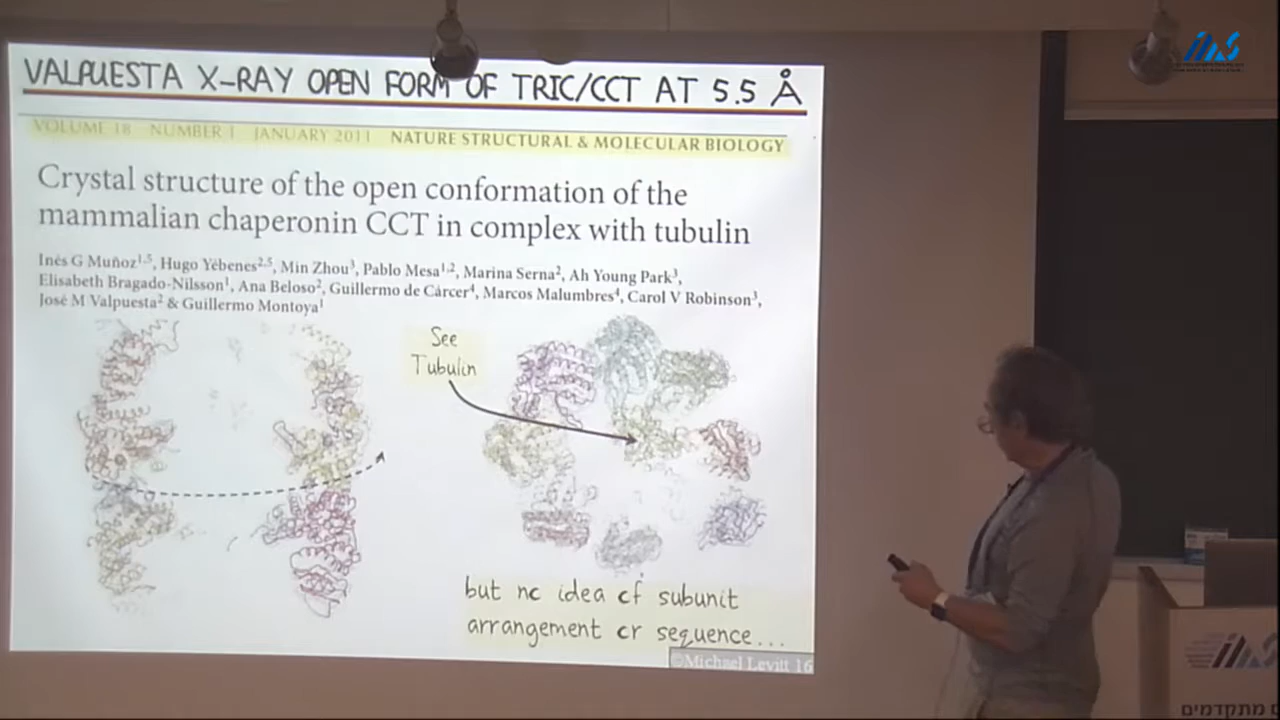 VALPUESTA X-RAY OPEN FORM OF TRIC/CCT AT 5.5 Å
VOLUME 18 NUMBER 1 JANUARY 2011 NATURE STRUCTURAL & MOLECULAR BIOLOGY
Crystal structure of the open conformation of the
mammalian chaperonin CCT in complex with tubulin
Inés G Muñoz1,5, Hugo Yébenes2,5, Min Zhou3, Pablo Mesa1,2, Marina Serna2, Ah Young Park3,
Elisabeth Bragado-Nilsson1, Ana Beloso2, Guillermo de Cárcer4, Marcos Malumbres4, Carol V Robinson3,
José M Valpuesta2 & Guillermo Montoya1
See
Tubulin
but no idea of subunit
arrangement or sequence...
©Michael Levitt 16
מתקדמים